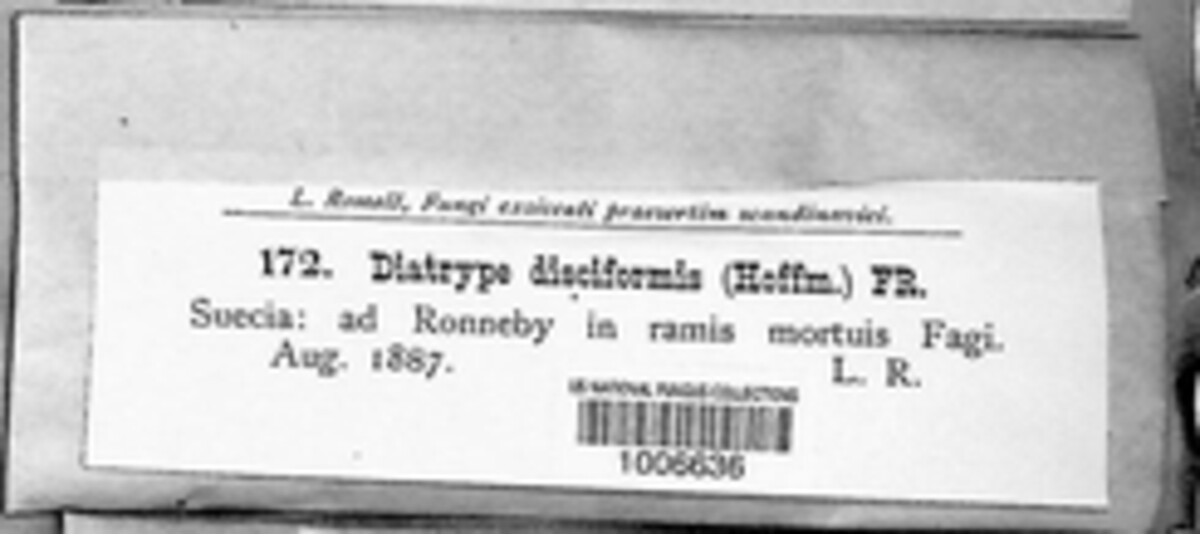 L. Romell, Fungi exsiccati praesertim scandinavici.
172. Diatrype disciformis (Hoffm.) FR.
Suecia: ad Ronneby in ramis mortuis Fagi.
Aug. 1887. L. R.
US NATIONAL FUNGUS COLLECTIONS
1006636